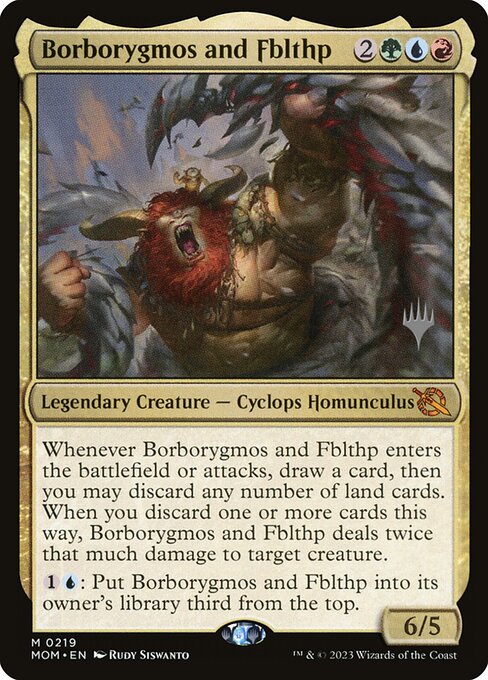 Borborygmos and Fblthp 2
Legendary Creature — Cyclops Homunculus
Whenever Borborygmos and Fblthp enters
the battlefield or attacks, draw a card, then
you may discard any number of land cards.
When you discard one or more cards this
way, Borborygmos and Fblthp deals twice
that much damage to target creature.
1: Put Borborygmos and Fblthp into its
owner's library third from the top.
6/5
M 0219
MOM • EN Rudy Siswanto ™ & © 2023 Wizards of the Coast